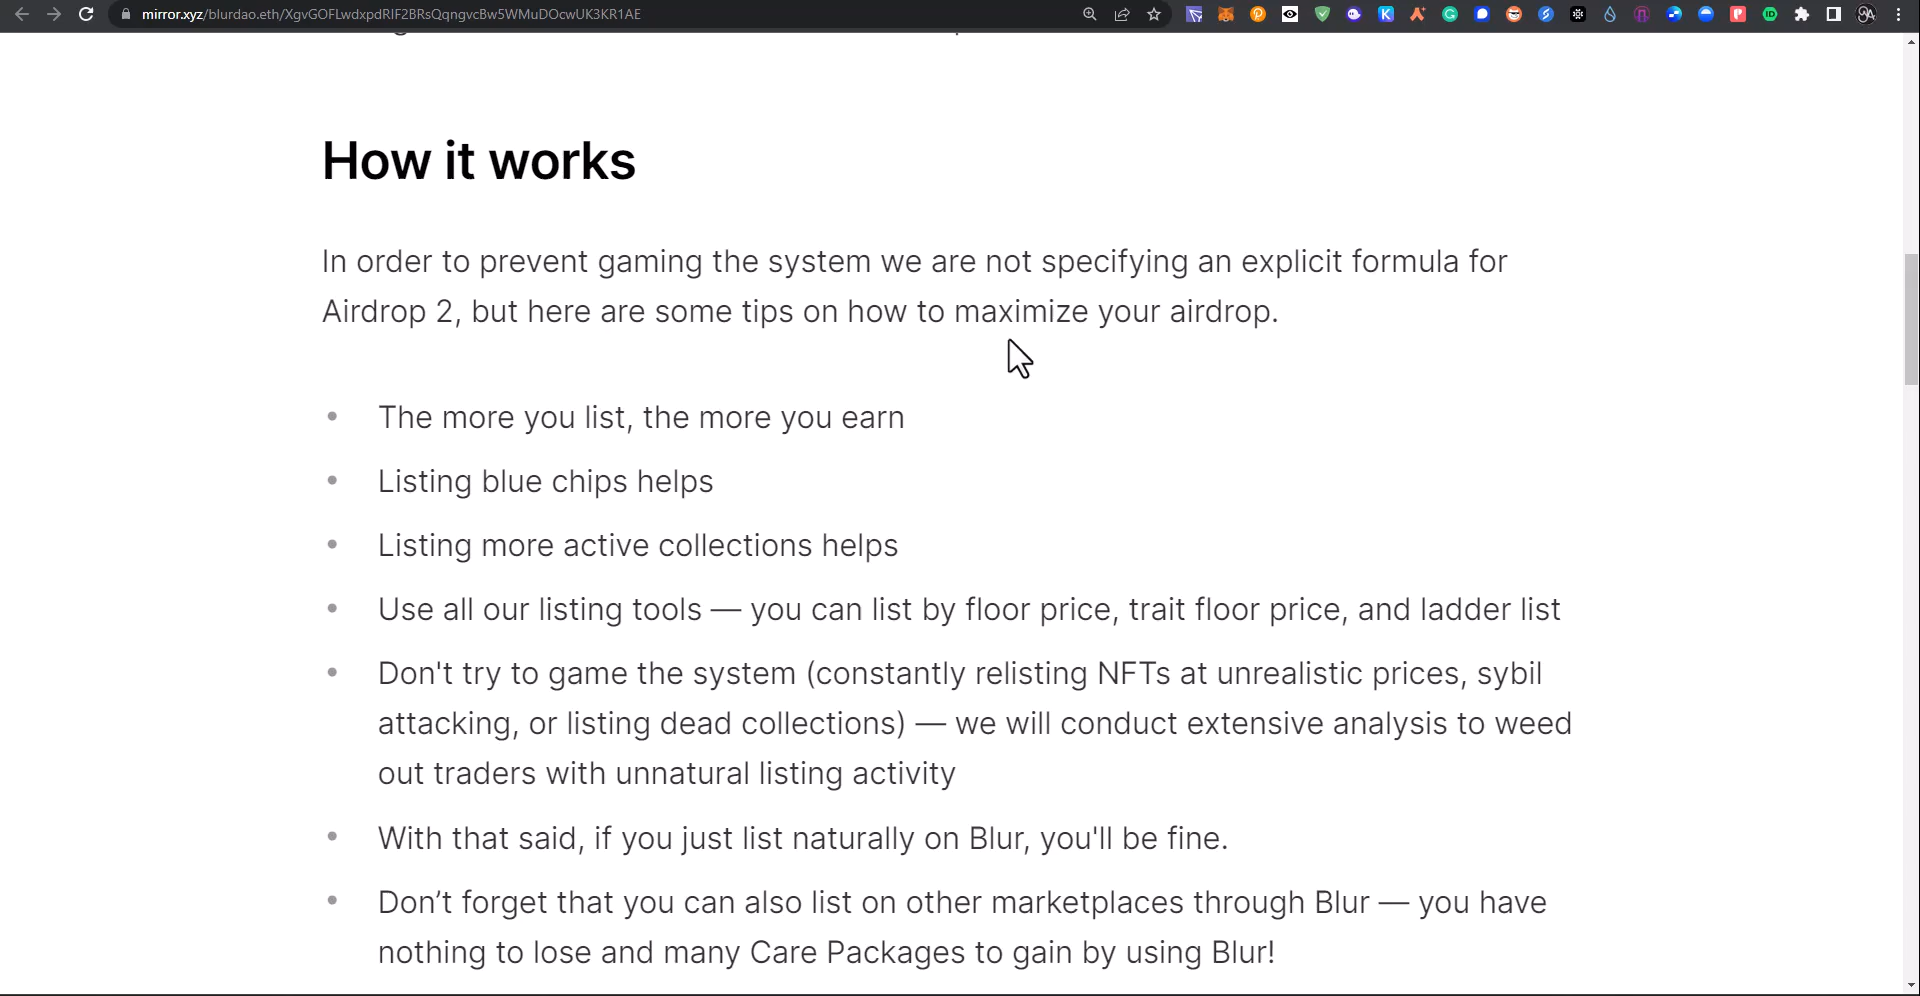 mirror.xyz/blurdao.eth/XgvGOFLwdxpdRIF2BRsQqngvcBw5WMuDOcwUK3KR1AE
How it works
In order to prevent gaming the system we are not specifying an explicit formula for
Airdrop 2, but here are some tips on how to maximize your airdrop.
• The more you list, the more you earn
• Listing blue chips helps
• Listing more active collections helps
• Use all our listing tools — you can list by floor price, trait floor price, and ladder list
• Don't try to game the system (constantly relisting NFTs at unrealistic prices, sybil
attacking, or listing dead collections) — we will conduct extensive analysis to weed
out traders with unnatural listing activity
• With that said, if you just list naturally on Blur, you'll be fine.
• Don’t forget that you can also list on other marketplaces through Blur — you have
nothing to lose and many Care Packages to gain by using Blur!